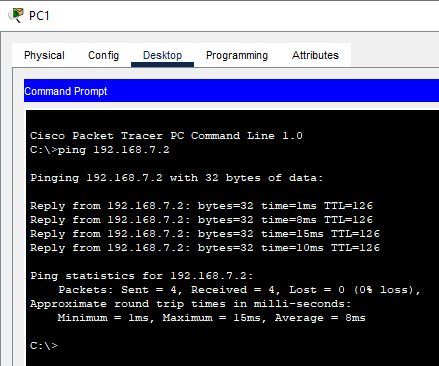 PC1
Physical Config Desktop Programming Attributes
Command Prompt
Cisco Packet Tracer PC Command Line 1.0
C:\>ping 192.168.7.2
Pinging 192.168.7.2 with 32 bytes of data:
Reply from 192.168.7.2: bytes=32 time=1ms TTL=126
Reply from 192.168.7.2: bytes=32 time=8ms TTL=126
Reply from 192.168.7.2: bytes=32 time=15ms TTL=126
Reply from 192.168.7.2: bytes=32 time=10ms TTL=126
Ping statistics for 192.168.7.2:
Packets: Sent = 4, Received = 4, Lost = 0 (0% loss),
Approximate round trip times in milli-seconds:
Minimum = 1ms, Maximum = 15ms, Average = 8ms
C:\>